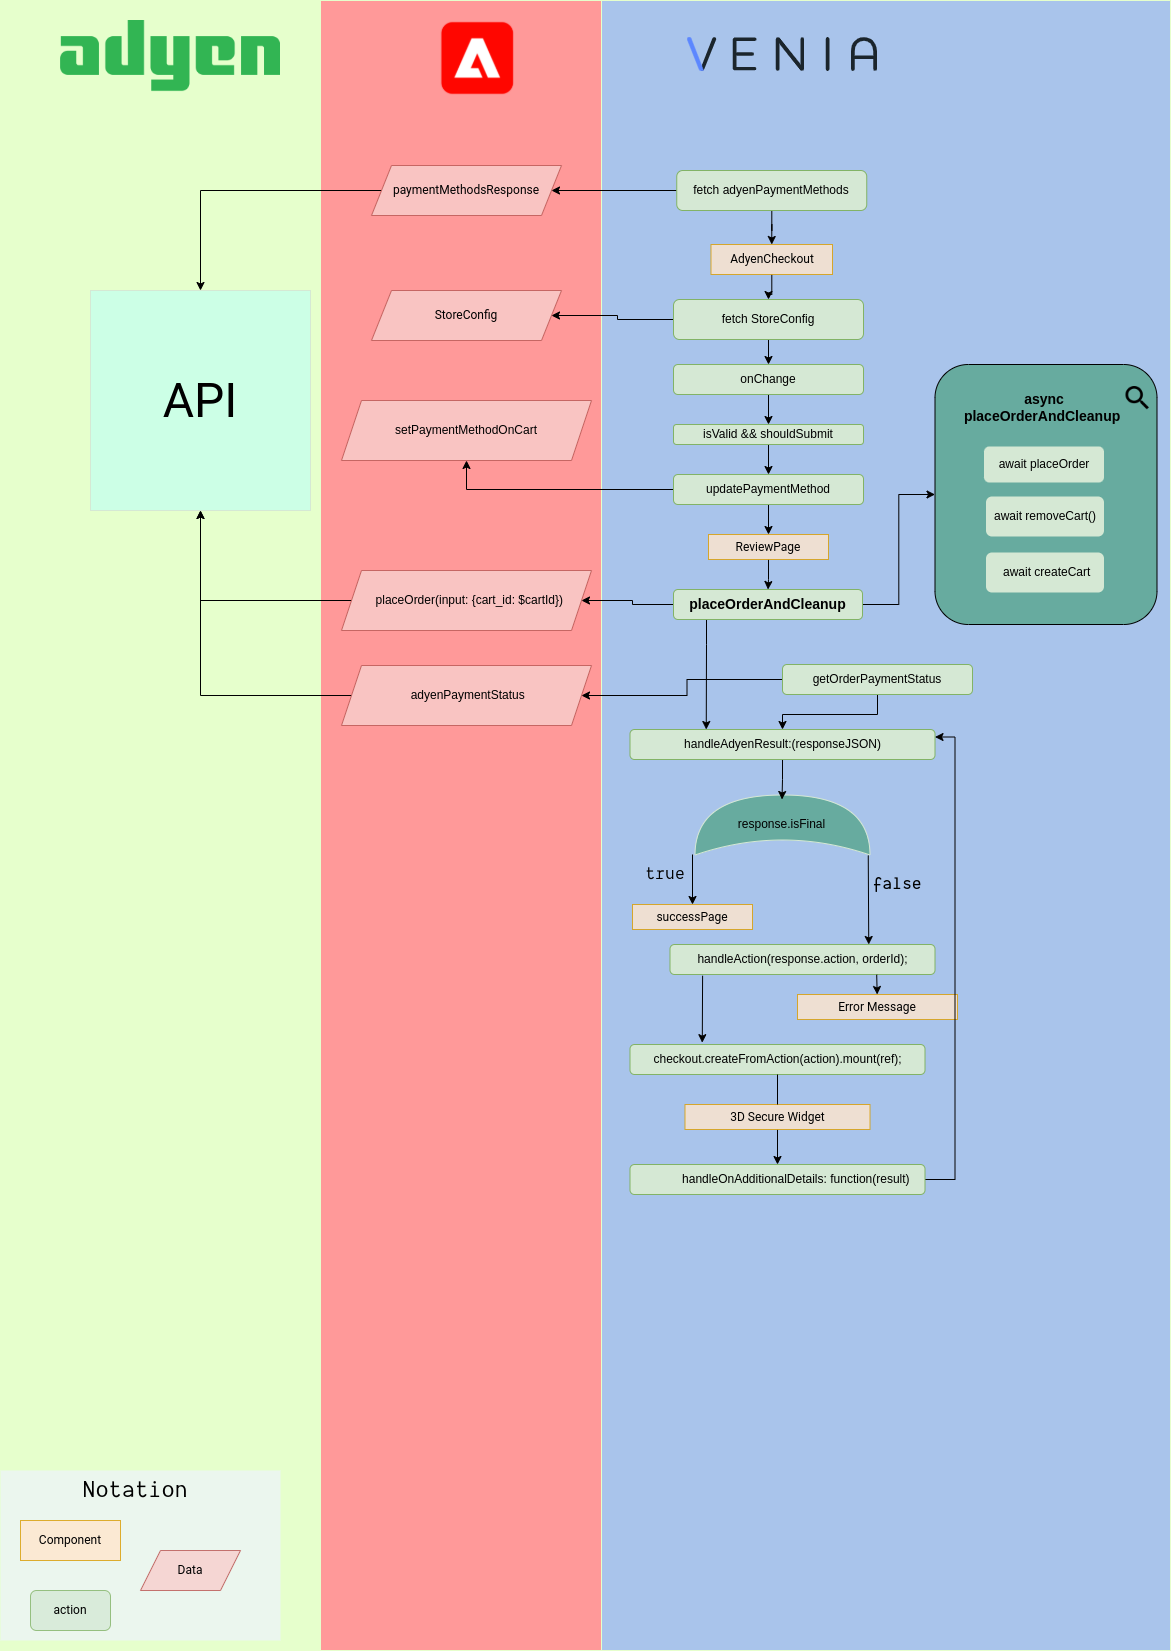 adyen
VENIA
paymentMethodsResponse
fetch adyenPaymentMethods
AdyenCheckout
API
StoreConfig
fetch StoreConfig
onChange
setPaymentMethodOnCart
isValid && shouldSubmit
updatePaymentMethod
ReviewPage
async
placeOrderAndCleanup
await placeOrder
await removeCart()
await createCart
placeOrder(input: {cart_id: $cartId})
placeOrderAndCleanup
adyenPaymentStatus
getOrderPaymentStatus
handleAdyenResult:(responseJSON)
response.isFinal
true
false
successPage
handleAction(response.action, orderId);
Error Message
checkout.createFromAction(action).mount(ref);
3D Secure Widget
handleOnAdditionalDetails: function(result)
Notation
Component
Data
action